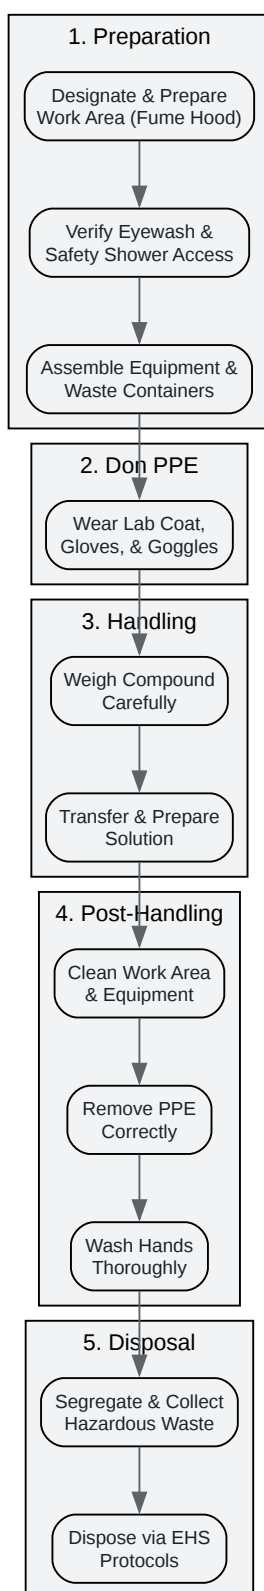 1. Preparation
Designate & Prepare
Work Area (Fume Hood)
Verify Eyewash &
Safety Shower Access
Assemble Equipment &
Waste Containers
2. Don PPE
Wear Lab Coat,
Gloves, & Goggles
3. Handling
Weigh Compound
Carefully
Transfer & Prepare
Solution
4. Post-Handling
Clean Work Area
& Equipment
Remove PPE
Correctly
Wash Hands
Thoroughly
5. Disposal
Segregate & Collect
Hazardous Waste
Dispose via EHS
Protocols